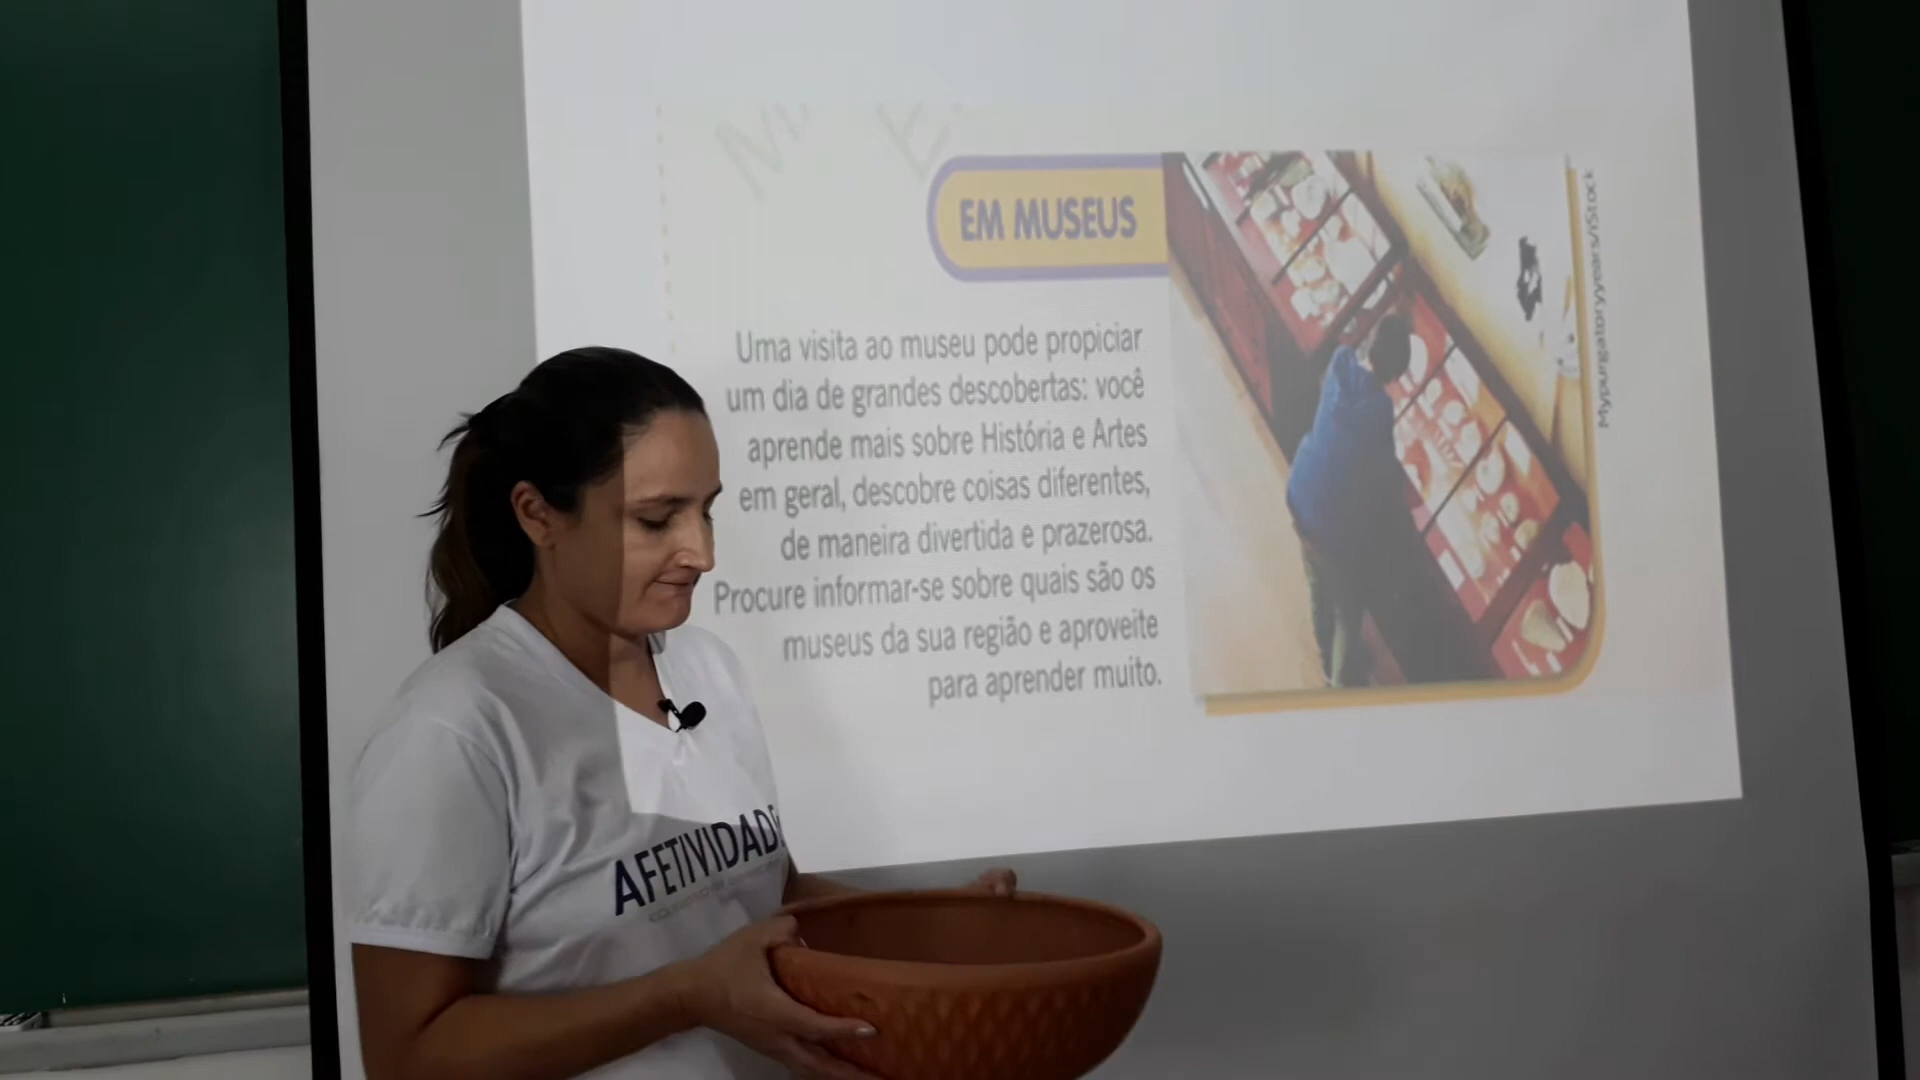 EM MUSEUS
Uma visita ao museu pode propiciar
um dia de grandes descobertas: você
aprende mais sobre História e Artes
em geral, descobre coisas diferentes,
de maneira divertida e prazerosa.
Procure informar-se sobre quais são os
museus da sua região e aproveite
para aprender muito.
Mypurgatoryyears/iStock
AFETIVIDADE